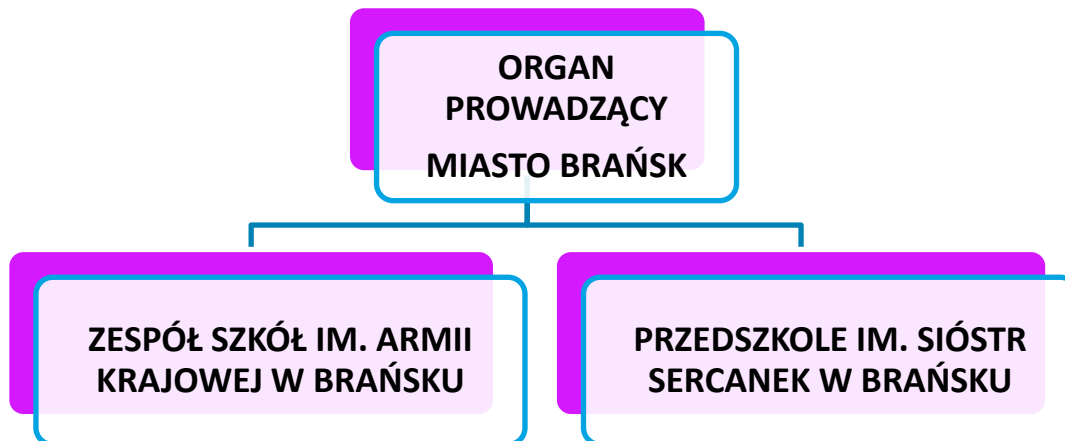 ORGAN
PROWADZĄCY
MIASTO BRAŃSK
ZESPÓŁ SZKÓŁ IM. ARMII
KRAJOWEJ W BRAŃSKU
PRZEDSZKOLE IM. SIÓSTR
SERCANEK W BRAŃSKU